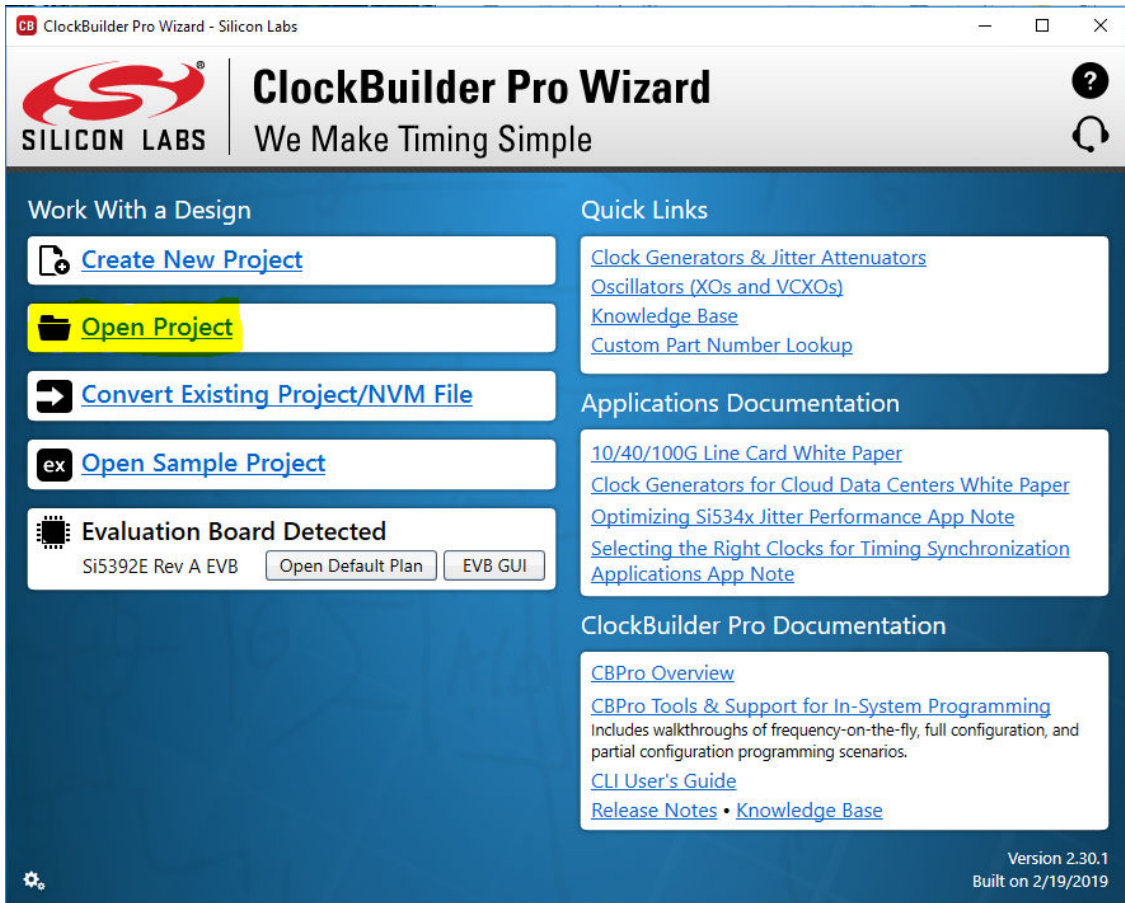 CB ClockBuilder Pro Wizard - Silicon Labs
SILICON LABS
®
ClockBuilder Pro Wizard
We Make Timing Simple
?
Work With a Design
Create New Project
Open Project
Convert Existing Project/NVM File
ex Open Sample Project
Evaluation Board Detected
Si5392E Rev A EVB Open Default Plan EVB GUI
Quick Links
Clock Generators & Jitter Attenuators
Oscillators (XOs and VCXOs)
Knowledge Base
Custom Part Number Lookup
Applications Documentation
10/40/100G Line Card White Paper
Clock Generators for Cloud Data Centers White Paper
Optimizing Si534x Jitter Performance App Note
Selecting the Right Clocks for Timing Synchronization
Applications App Note
ClockBuilder Pro Documentation
CBPro Overview
CBPro Tools & Support for In-System Programming
Includes walkthroughs of frequency-on-the-fly, full configuration, and
partial configuration programming scenarios.
CLI User's Guide
Release Notes • Knowledge Base
Version 2.30.1
Built on 2/19/2019